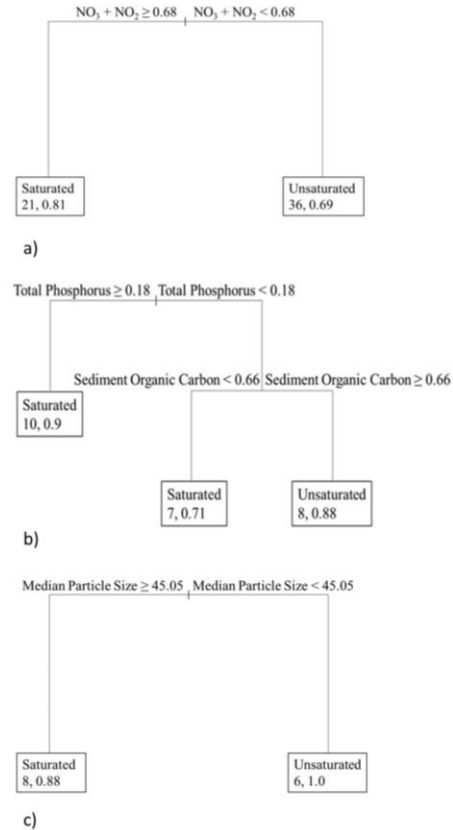 NO₃ + NO₂ ≥ 0.68 NO₃ + NO₂ < 0.68
Saturated
21, 0.81
Unsaturated
36, 0.69
a)
Total Phosphorus ≥ 0.18 Total Phosphorus < 0.18
Sediment Organic Carbon < 0.66 Sediment Organic Carbon ≥ 0.66
Saturated
10, 0.9
Saturated
7, 0.71
Unsaturated
8, 0.88
b)
Median Particle Size ≥ 45.05 Median Particle Size < 45.05
Saturated
8, 0.88
Unsaturated
6, 1.0
c)